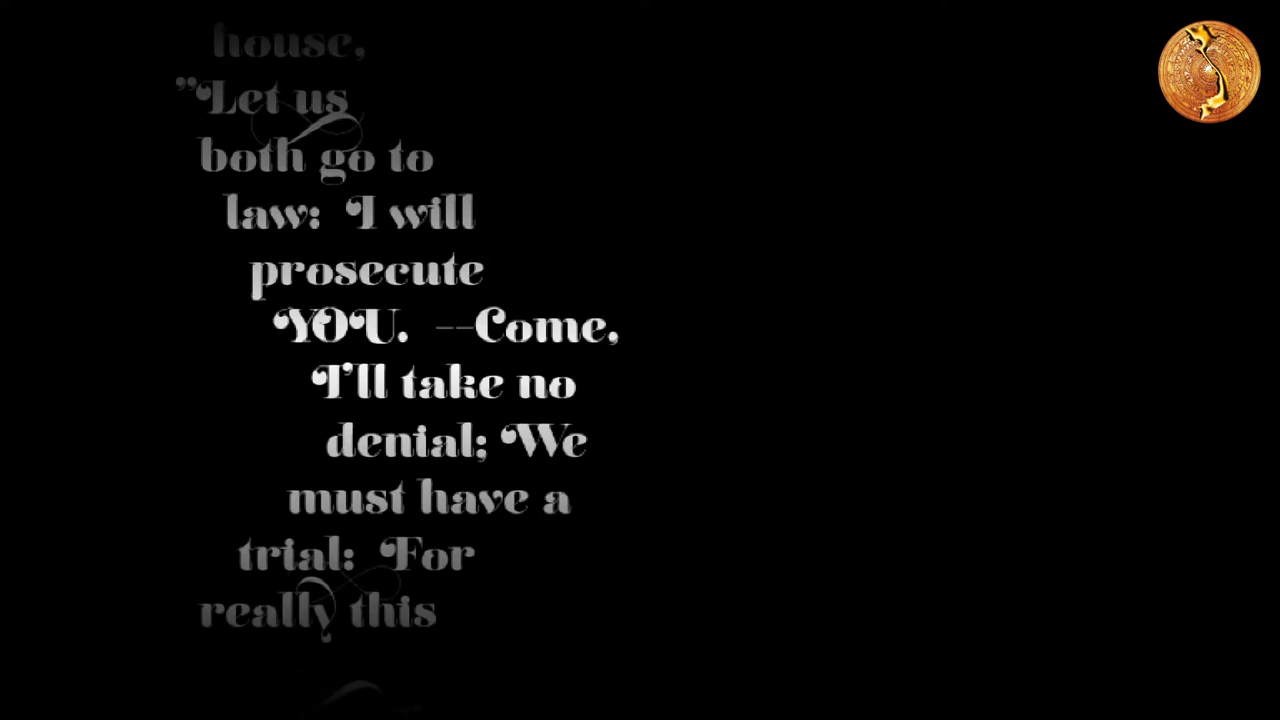 house,
"Let us
both go to
law: I will
prosecute
YOU. --Come,
I'll take no
denial; We
must have a
trial: For
really this